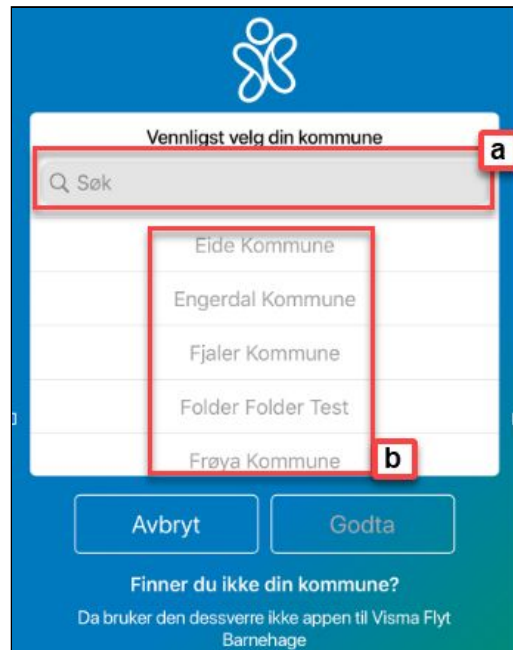 Vennligst velg din kommune
a
Søk
Eide Kommune
Engerdal Kommune
Fjaler Kommune
Folder Folder Test
Frøya Kommune
b
Avbryt
Godta
Finner du ikke din kommune?
Da bruker den dessverre ikke appen til Visma Flyt
Barnehage